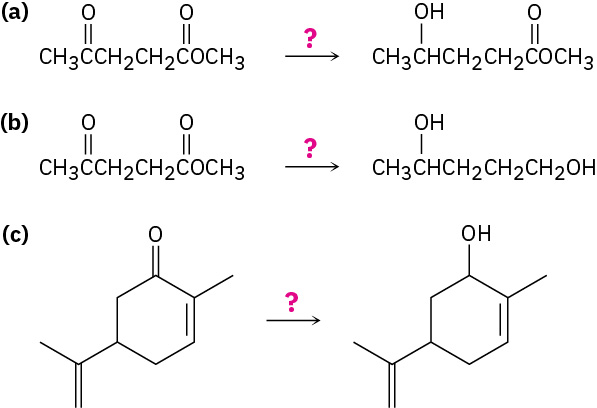 (a)
O O OH O
CH₃CCH₂CH₂COCH₃ ? CH₃CHCH₂CH₂COCH₃
(b)
O O OH
CH₃CCH₂CH₂COCH₃ ? CH₃CHCH₂CH₂CH₂OH
(c)
O OH
?